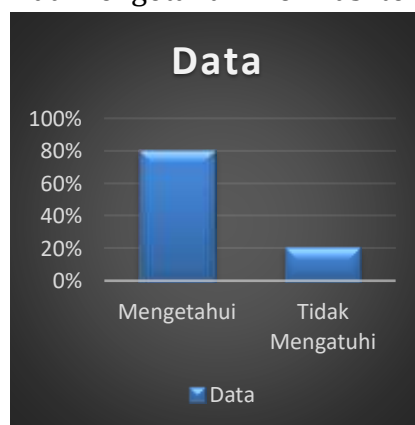 Data
100%
80%
60%
40%
20%
0%
Mengetahui
Tidak
Mengatuhi
Data